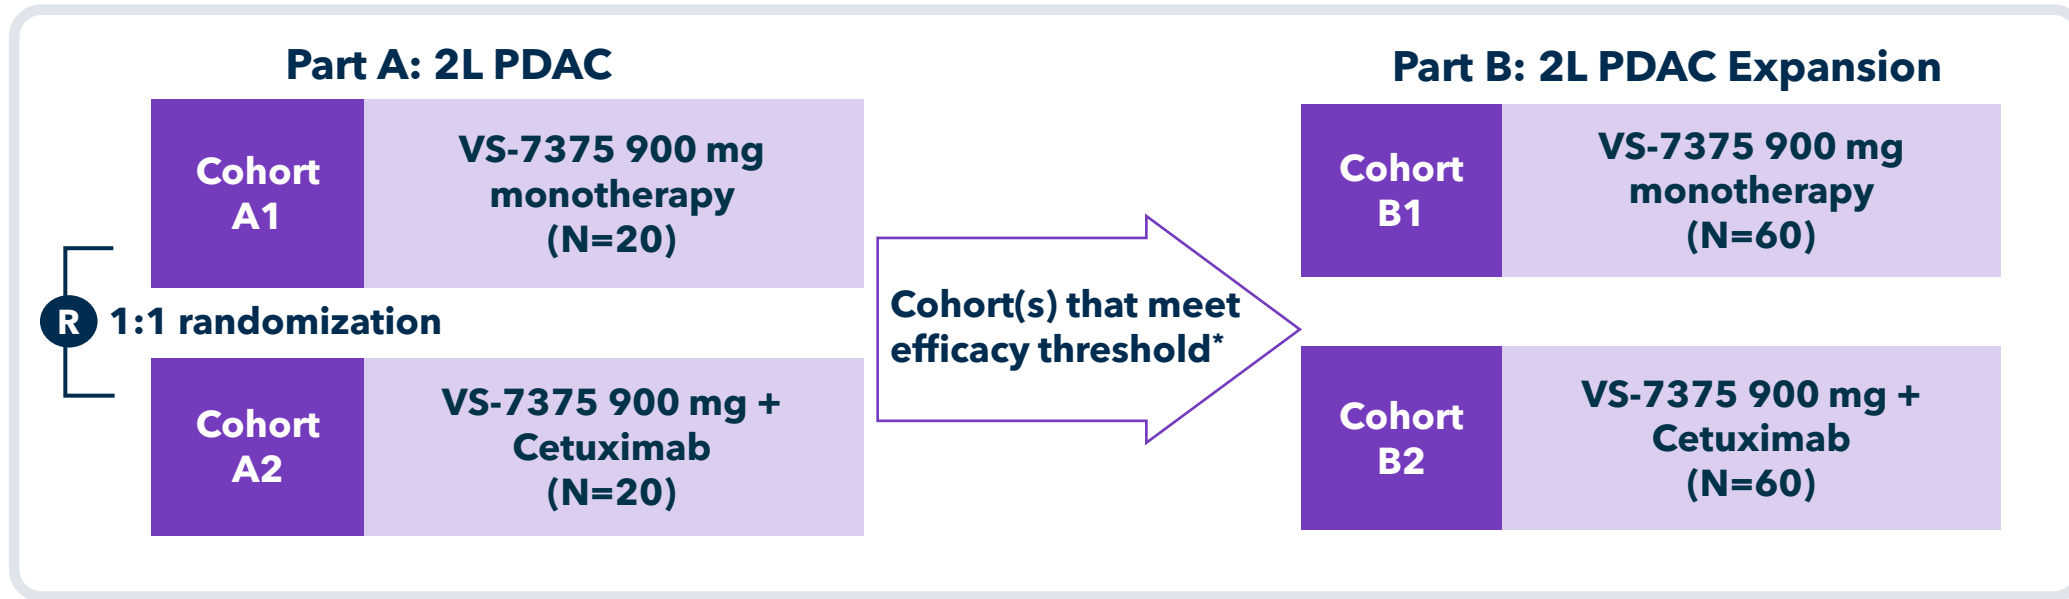 Part A: 2L PDAC
Cohort
A1
VS-7375 900 mg
monotherapy
(N=20)
R
1:1 randomization
Cohort
A2
VS-7375 900 mg +
Cetuximab
(N=20)
Cohort(s) that meet
efficacy threshold*
Part B: 2L PDAC Expansion
Cohort
B1
VS-7375 900 mg
monotherapy
(N=60)
Cohort
B2
VS-7375 900 mg +
Cetuximab
(N=60)